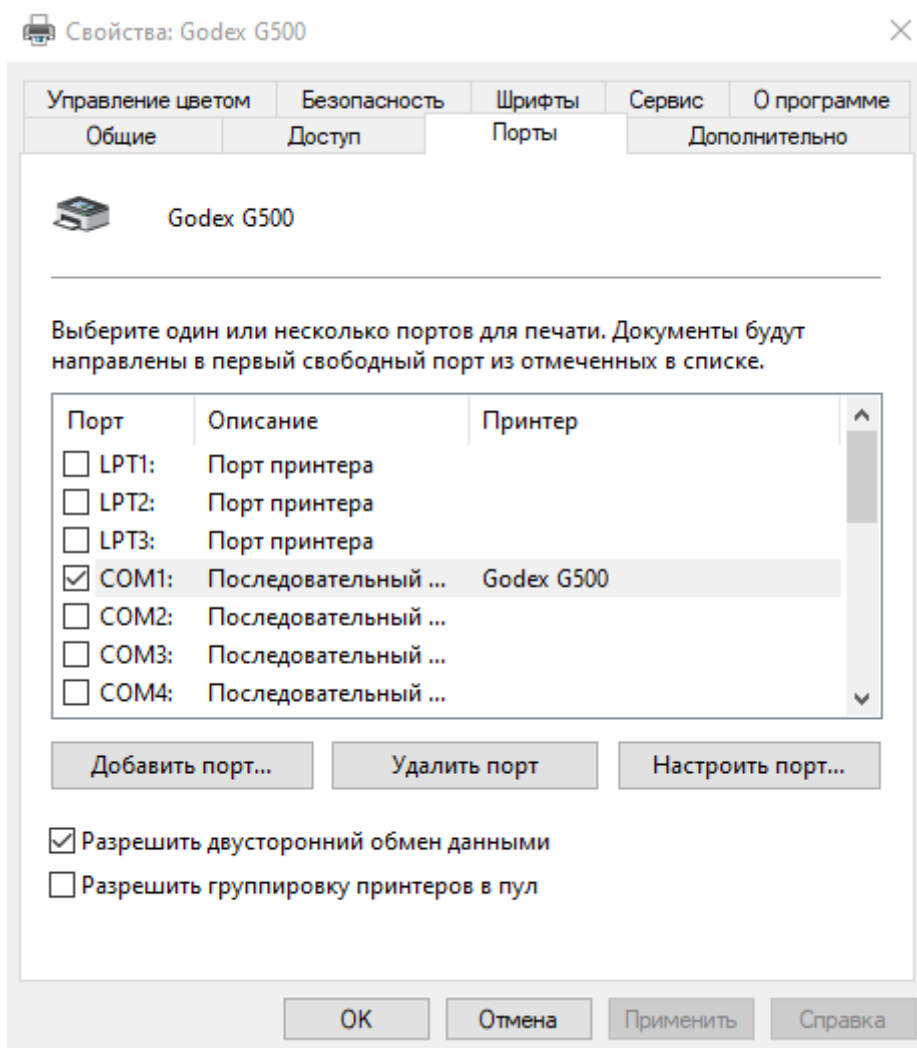 Свойства: Godex G500
Управление цветом Безопасность Шрифты Сервис О программе
Общие Доступ Порты Дополнительно
Godex G500
Выберите один или несколько портов для печати. Документы будут
направлены в первый свободный порт из отмеченных в списке.
Порт Описание Принтер
LPT1: Порт принтера
LPT2: Порт принтера
LPT3: Порт принтера
COM1: Последовательный ... Godex G500
COM2: Последовательный ...
COM3: Последовательный ...
COM4: Последовательный ...
Добавить порт... Удалить порт Настроить порт...
Разрешить двусторонний обмен данными
Разрешить группировку принтеров в пул
OK Отмена Применить Справка